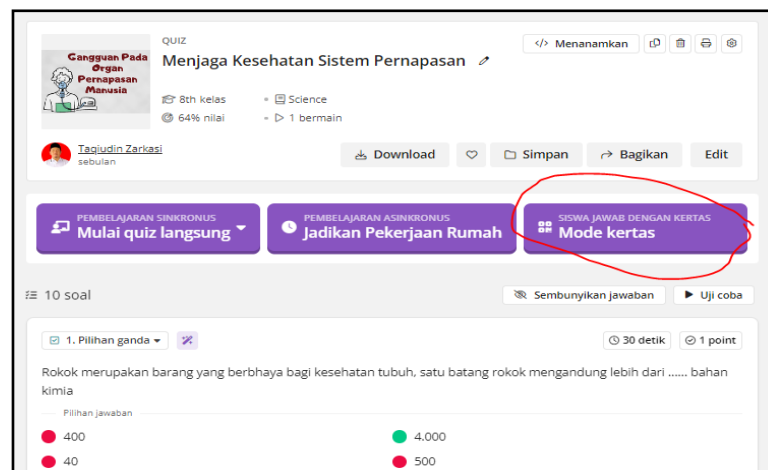 Gangguan Pada
Organ
Pernapasan
Manusia
QUIZ
Menjaga Kesehatan Sistem Pernapasan
</> Menanamkan
8th kelas
Science
64% nilai
1 bermain
Taqiudin Zarkasi
sebulan
Download
Simpan
Bagikan
Edit
PEMBELAJARAN SINKRONUS
Mulai quiz langsung
PEMBELAJARAN ASINKRONUS
Jadikan Pekerjaan Rumah
SISWA JAWAB DENGAN KERTAS
Mode kertas
10 soal
Sembunyikan jawaban
Uji coba
1. Pilihan ganda
30 detik
1 point
Rokok merupakan barang yang berbhaya bagi kesehatan tubuh, satu batang rokok mengandung lebih dari ...... bahan
kimia
Pilihan jawaban
400
4.000
40
500